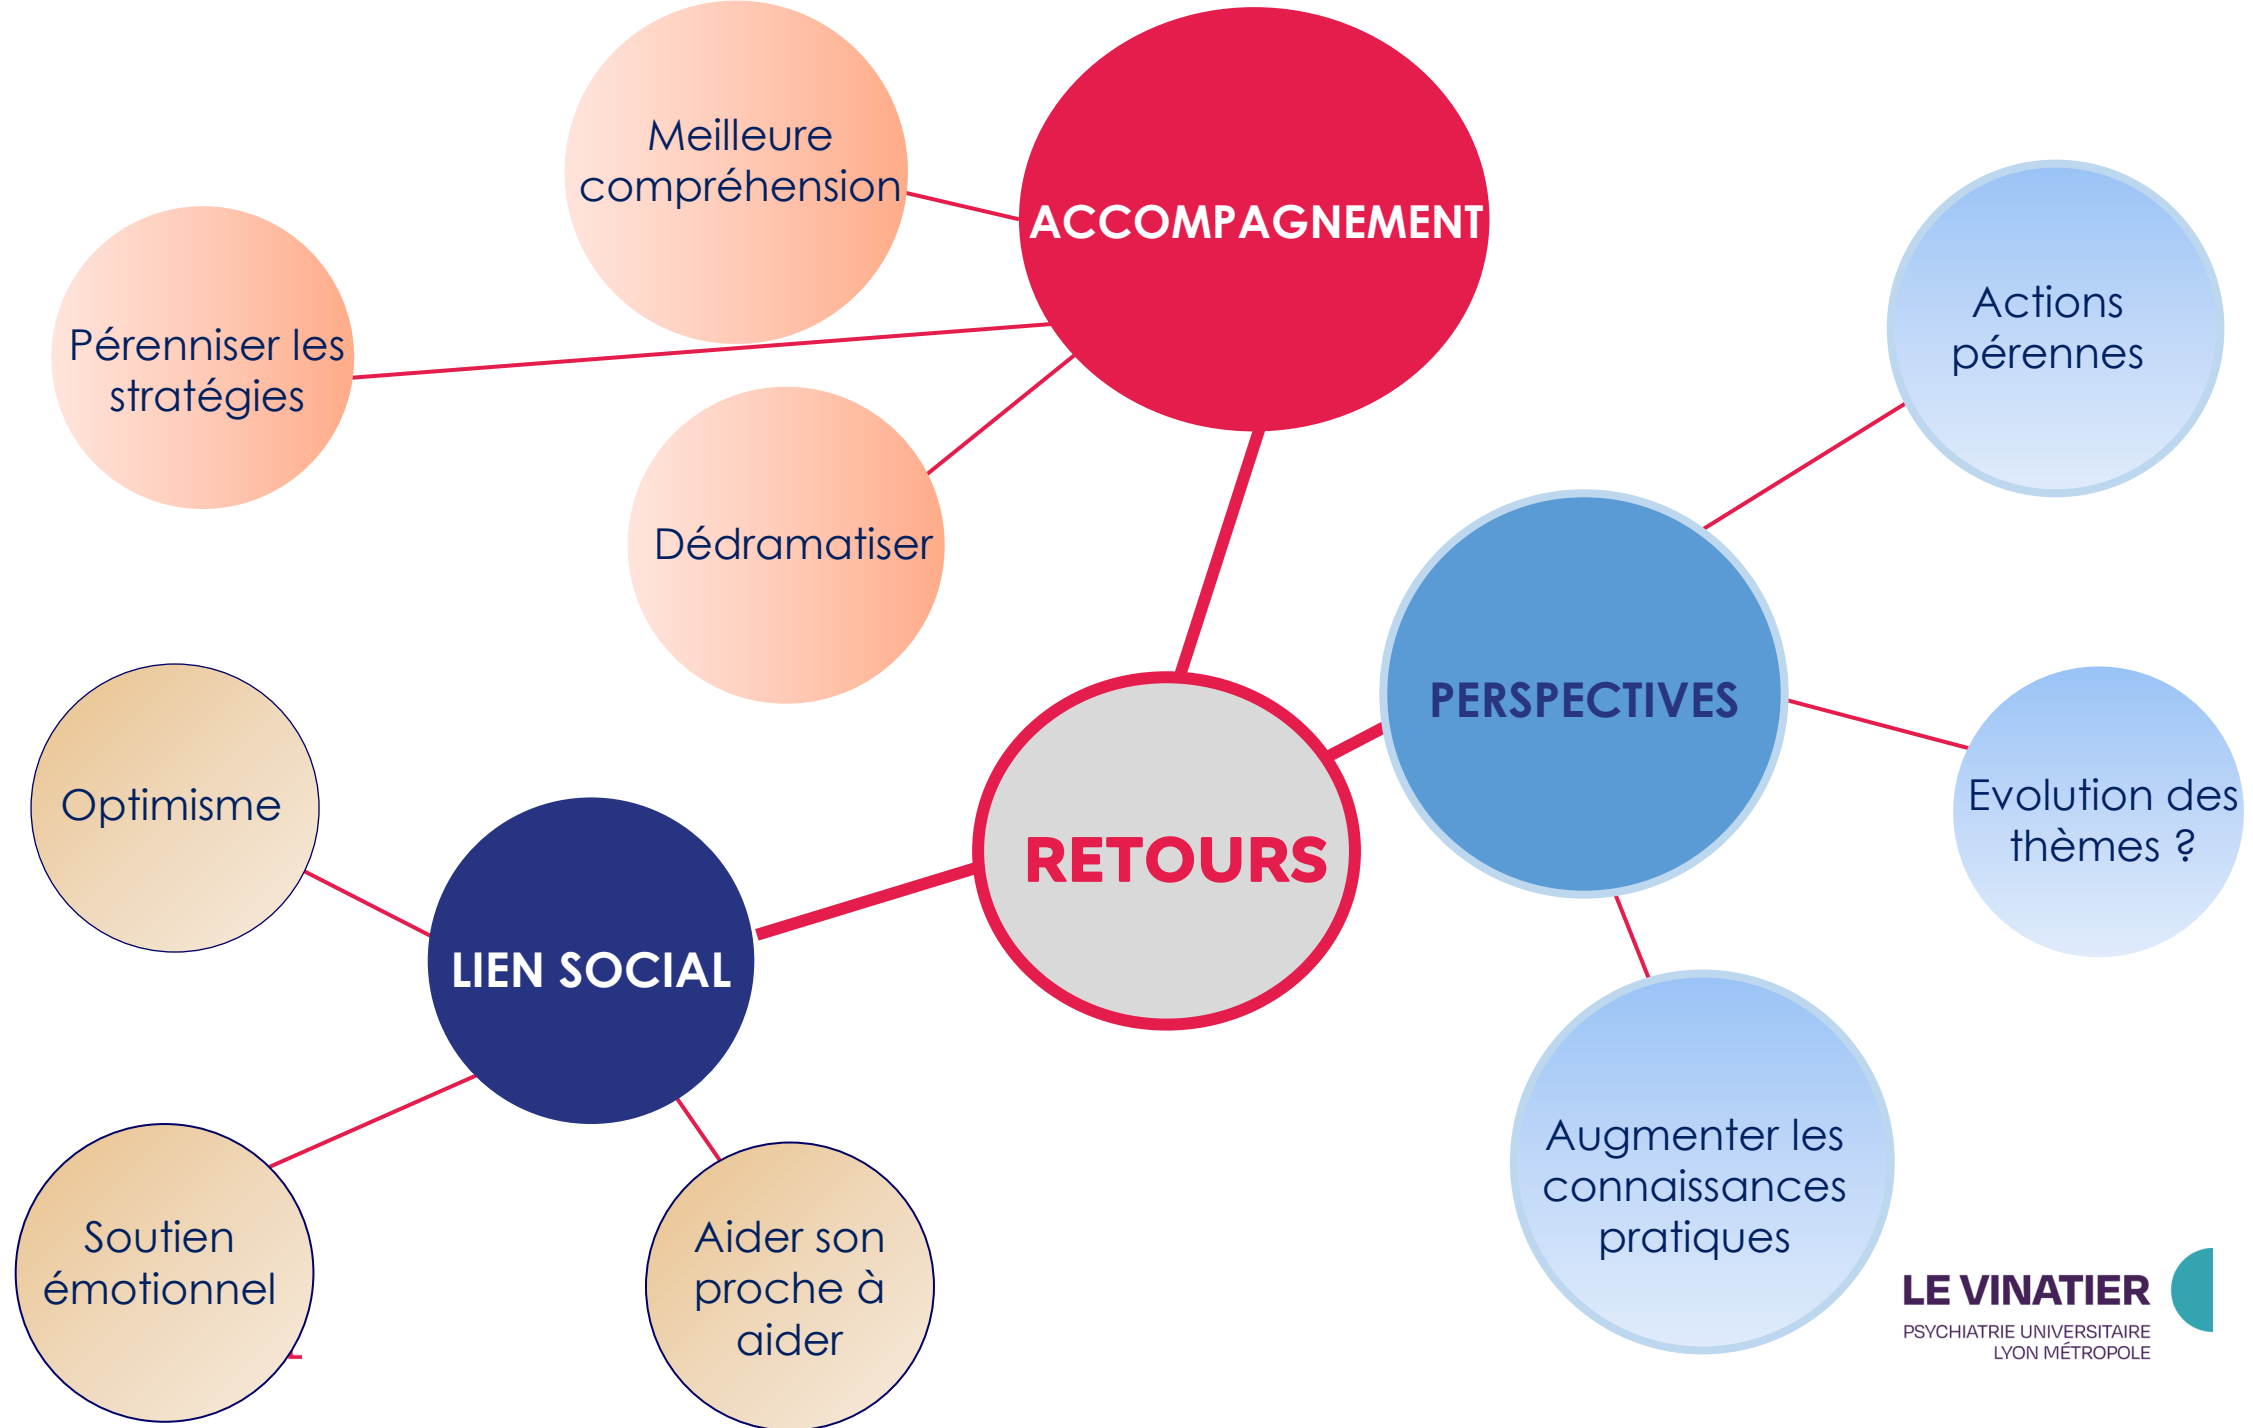 Meilleure
compréhension
ACCOMPAGNEMENT
Pérenniser les
stratégies
Actions
pérennes
Dédramatiser
PERSPECTIVES
Optimisme
Evolution des
thèmes ?
RETOURS
LIEN SOCIAL
Augmenter les
connaissances
pratiques
Soutien
émotionnel
Aider son
proche à
aider
LE VINATIER
PSYCHIATRIE UNIVERSITAIRE
LYON MÉTROPOLE